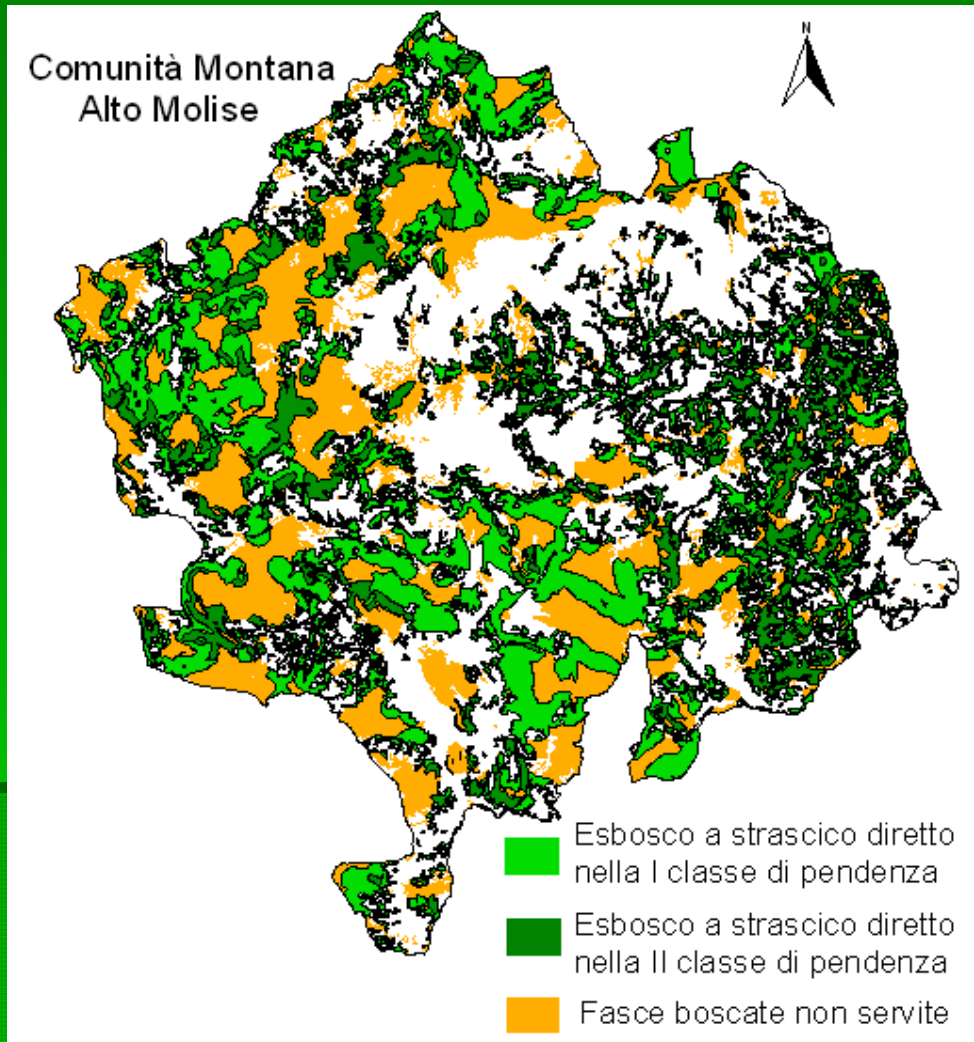 Comunità Montana
Alto Molise
N
Esbosco a strascico diretto
nella I classe di pendenza
Esbosco a strascico diretto
nella II classe di pendenza
Fasce boscate non servite